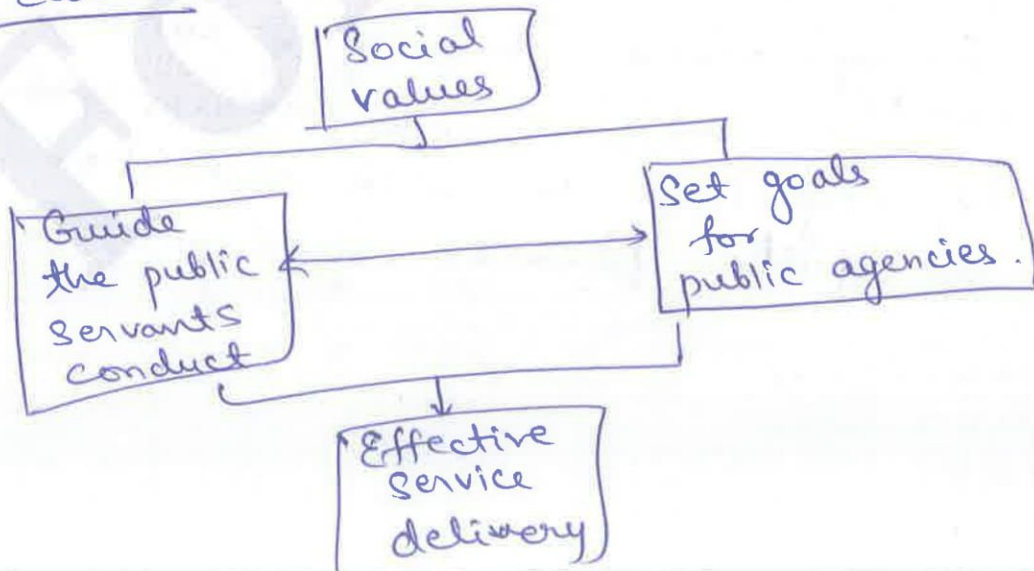 Social
values
Guide
the public
servants
conduct
Set goals
for
public agencies.
Effective
service
delivery